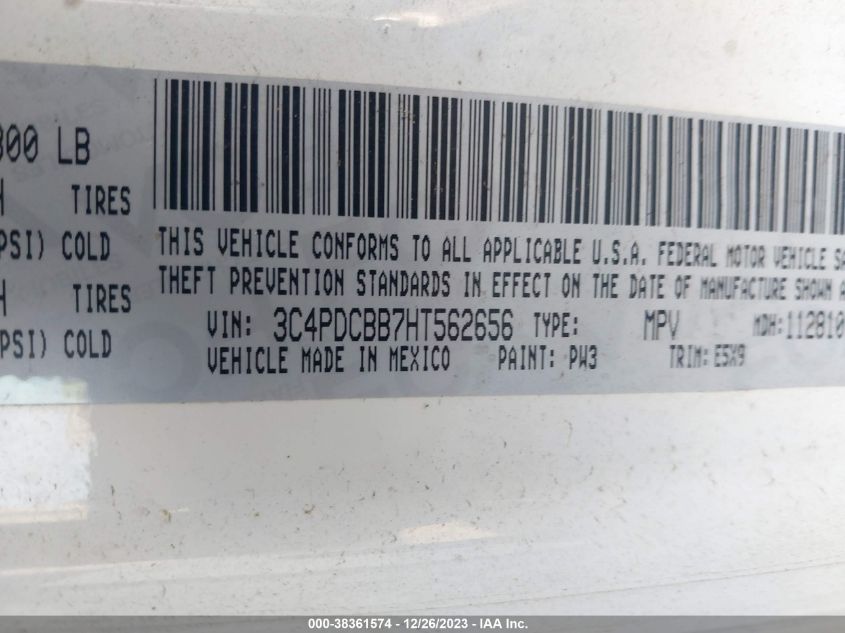 300 LB
TIRES
PSI) COLD
TIRES
PSI) COLD
THIS VEHICLE CONFORMS TO ALL APPLICABLE U.S.A. FEDERAL MOTOR VEHICLE SA
THEFT PREVENTION STANDARDS IN EFFECT ON THE DATE OF MANUFACTURE SHOWN A
VIN: 3C4PDCBB7HT562656 TYPE: MPV MDH:112810
VEHICLE MADE IN MEXICO PAINT: PW3 TRIM: E5X9
000-38361574 - 12/26/2023 - IAA Inc.